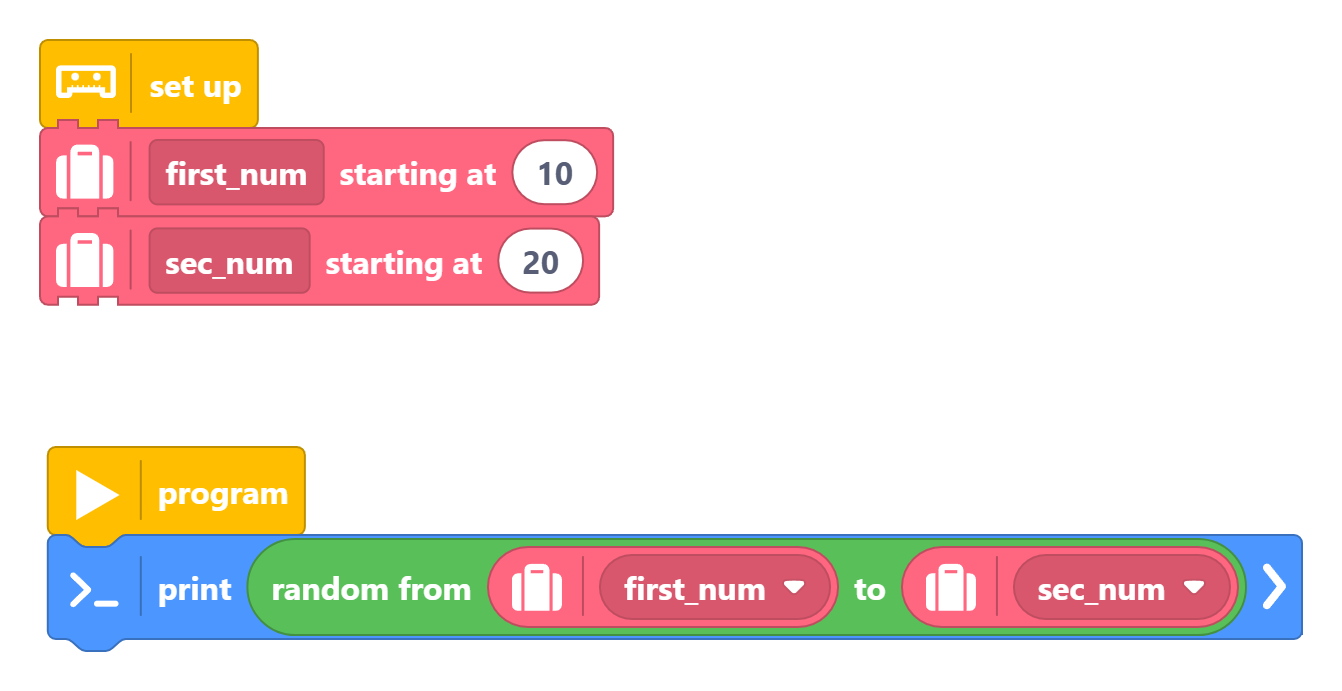 set up
first_num starting at 10
sec_num starting at 20
program
print random from first_num to sec_num